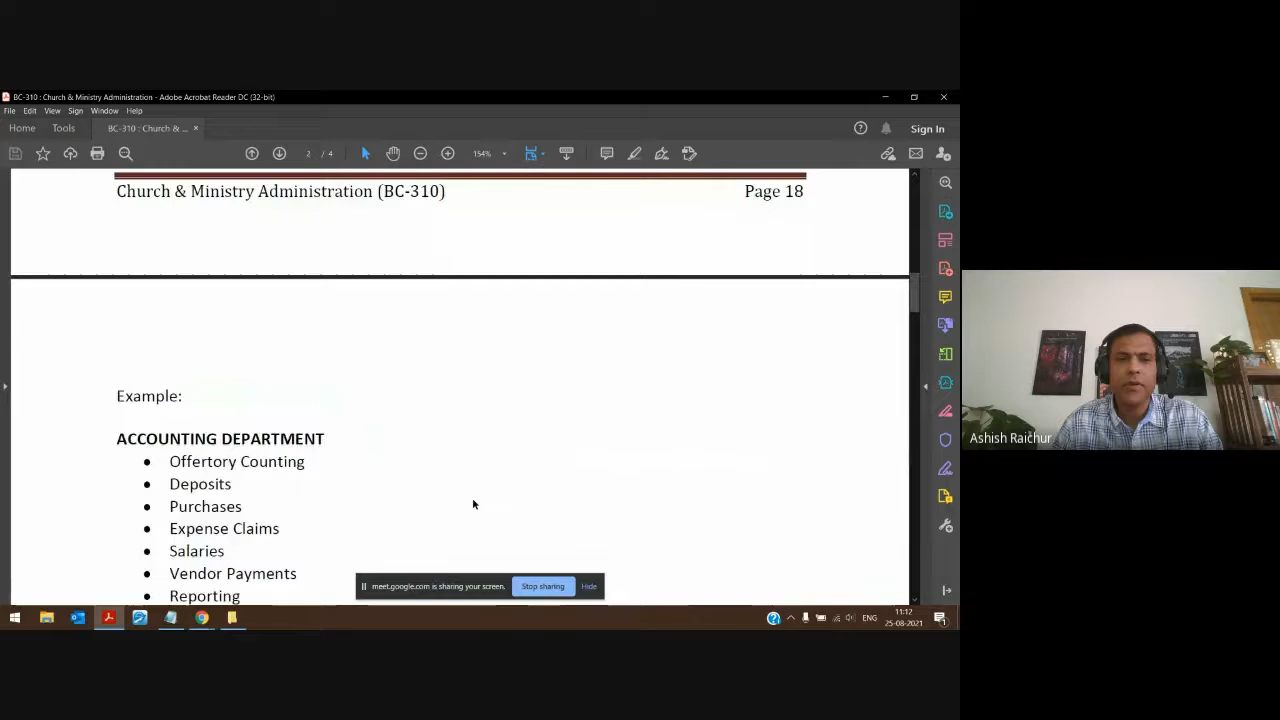 BC-310 : Church & Ministry Administration - Adobe Acrobat Reader DC (32-bit)
File Edit View Sign Window Help
Home Tools BC-310 : Church & ... × Sign In
2 / 4 154%
Church & Ministry Administration (BC-310) Page 18
Example:
ACCOUNTING DEPARTMENT
• Offertory Counting
• Deposits
• Purchases
• Expense Claims
• Salaries
• Vendor Payments
• Reporting
meet.google.com is sharing your screen. Stop sharing Hide
Ashish Raichur
ENG
11:12
25-08-2021